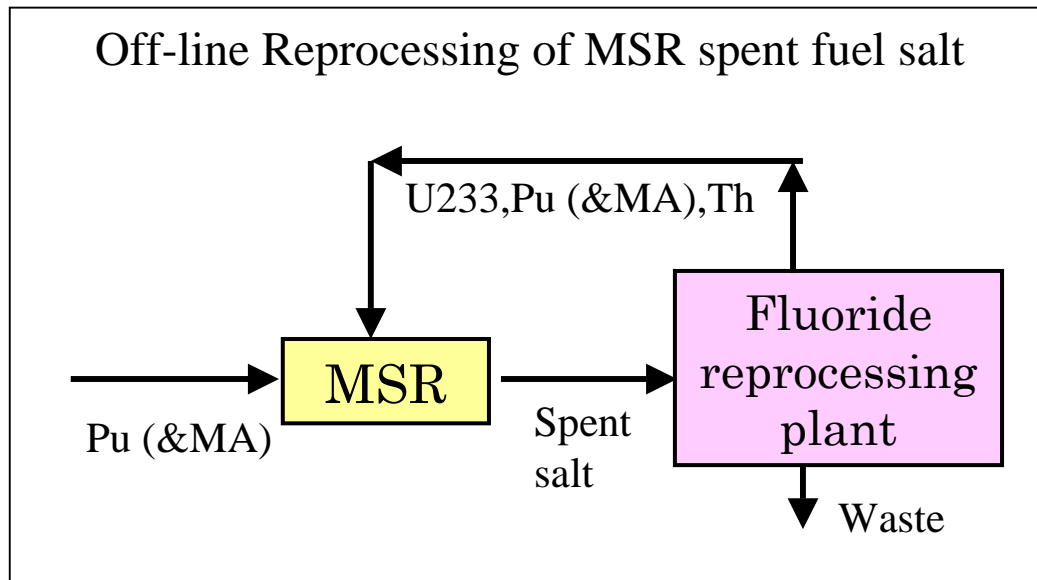 Off-line Reprocessing of MSR spent fuel salt
U233,Pu (&MA),Th
Fluoride
reprocessing
plant
MSR
Pu (&MA)
Spent
salt
Waste